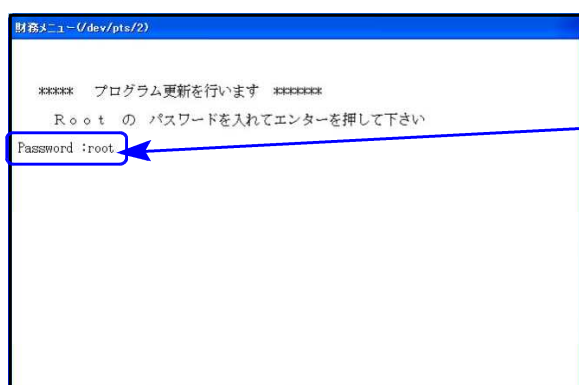 財務メニュー(/dev/pts/2)
***** プログラム更新を行います *******
Ｒｏｏｔ の パスワードを入れてエンターを押して下さい
Password :root